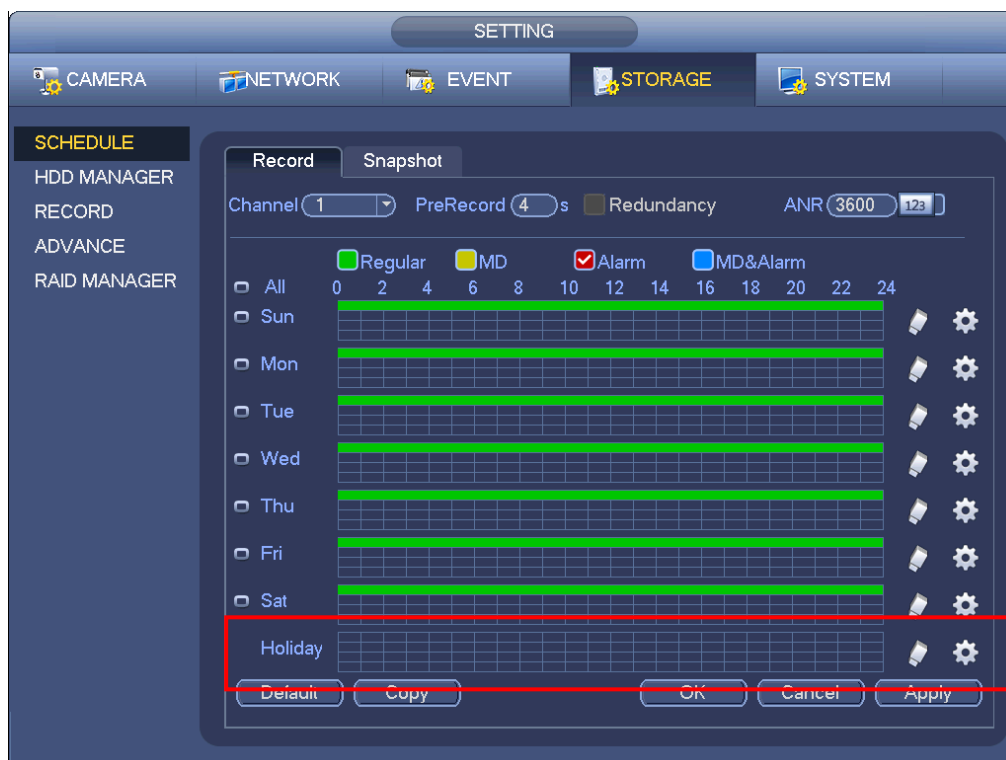 SETTING
CAMERA NETWORK EVENT STORAGE SYSTEM
SCHEDULE
HDD MANAGER
RECORD
ADVANCE
RAID MANAGER
Record Snapshot
Channel 1 PreRecord 4 s Redundancy ANR 3600 123
Regular MD Alarm MD&Alarm
All 0 2 4 6 8 10 12 14 16 18 20 22 24
Sun
Mon
Tue
Wed
Thu
Fri
Sat
Holiday
Default Copy OK Cancel Apply